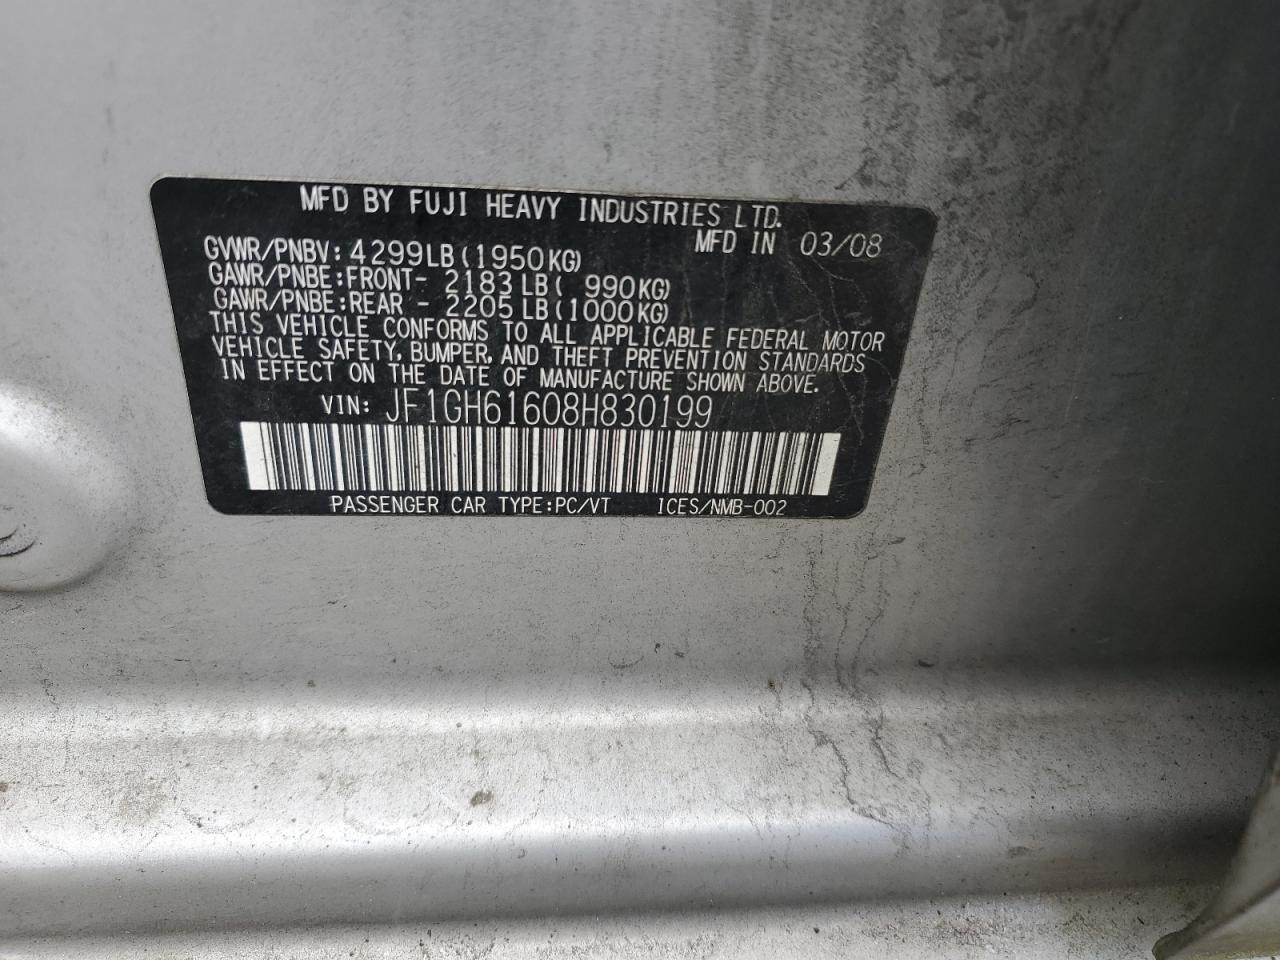 MFD BY FUJI HEAVY INDUSTRIES LTD.
MFD IN 03/08
GVWR/PNBV: 4299LB(1950KG)
GAWR/PNBE:FRONT- 2183LB( 990KG)
GAWR/PNBE:REAR - 2205LB(1000KG)
THIS VEHICLE CONFORMS TO ALL APPLICABLE FEDERAL MOTOR
VEHICLE SAFETY, BUMPER, AND THEFT PREVENTION STANDARDS
IN EFFECT ON THE DATE OF MANUFACTURE SHOWN ABOVE.
VIN: JF1GH61608H830199
PASSENGER CAR TYPE:PC/VT ICES/NMB-002